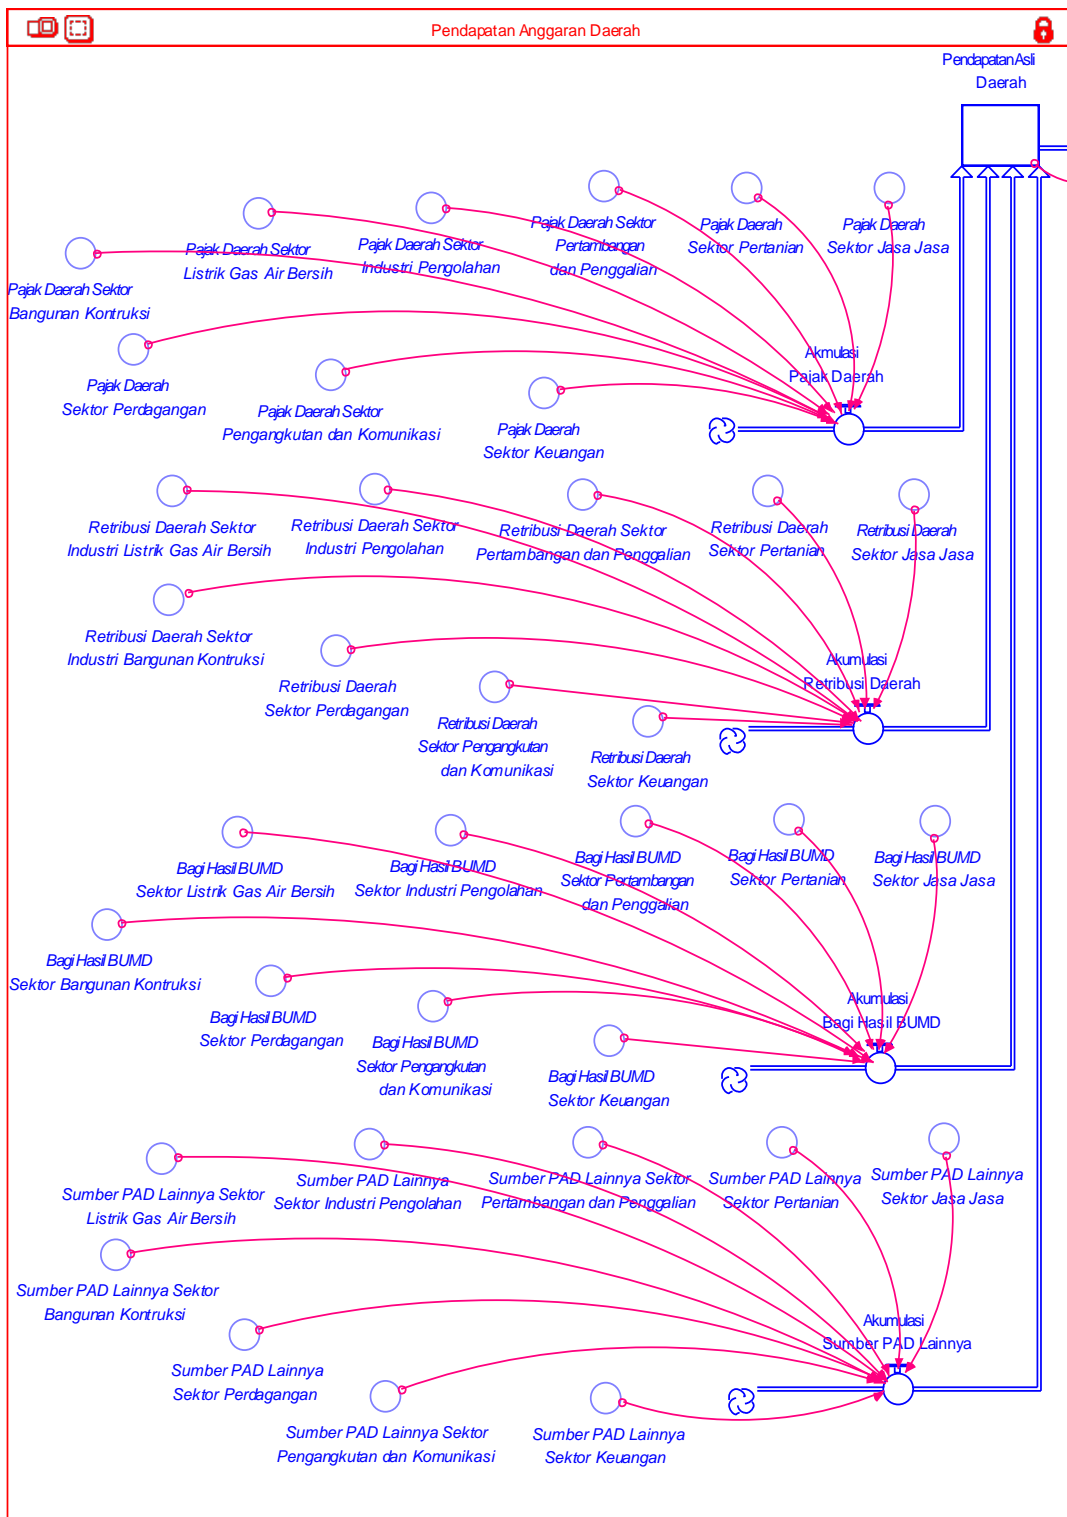 Pendapatan Anggaran Daerah
Pendapatan Asli
Daerah
Pajak Daerah Sektor
Bangunan Kontruksi
Pajak Daerah Sektor
Listrik Gas Air Bersih
Pajak Daerah Sektor
Industri Pengolahan
Pajak Daerah Sektor
Pertambangan
dan Penggalian
Pajak Daerah
Sektor Pertanian
Pajak Daerah
Sektor Jasa Jasa
Pajak Daerah
Sektor Perdagangan
Pajak Daerah Sektor
Pengangkutan dan Komunikasi
Pajak Daerah
Sektor Keuangan
Akmulasi
Pajak Daerah
Retribusi Daerah Sektor
Industri Listrik Gas Air Bersih
Retribusi Daerah Sektor
Industri Pengolahan
Retribusi Daerah Sektor
Pertambangan dan Penggalian
Retribusi Daerah
Sektor Pertanian
Retribusi Daerah
Sektor Jasa Jasa
Retribusi Daerah Sektor
Industri Bangunan Kontruksi
Retribusi Daerah
Sektor Perdagangan
Retribusi Daerah
Sektor Pengangkutan
dan Komunikasi
Retribusi Daerah
Sektor Keuangan
Akumulasi
Retribusi Daerah
Bagi Hasil BUMD
Sektor Listrik Gas Air Bersih
Bagi Hasil BUMD
Sektor Industri Pengolahan
Bagi Hasil BUMD
Sektor Pertambangan
dan Penggalian
Bagi Hasil BUMD
Sektor Pertanian
Bagi Hasil BUMD
Sektor Jasa Jasa
Bagi Hasil BUMD
Sektor Bangunan Kontruksi
Bagi Hasil BUMD
Sektor Perdagangan
Bagi Hasil BUMD
Sektor Pengangkutan
dan Komunikasi
Bagi Hasil BUMD
Sektor Keuangan
Akumulasi
Bagi Hasil BUMD
Sumber PAD Lainnya Sektor
Listrik Gas Air Bersih
Sumber PAD Lainnya
Sektor Industri Pengolahan
Sumber PAD Lainnya Sektor
Pertambangan dan Penggalian
Sumber PAD Lainnya
Sektor Pertanian
Sumber PAD Lainnya
Sektor Jasa Jasa
Sumber PAD Lainnya Sektor
Bangunan Kontruksi
Sumber PAD Lainnya
Sektor Perdagangan
Sumber PAD Lainnya Sektor
Pengangkutan dan Komunikasi
Sumber PAD Lainnya
Sektor Keuangan
Akumulasi
Sumber PAD Lainnya